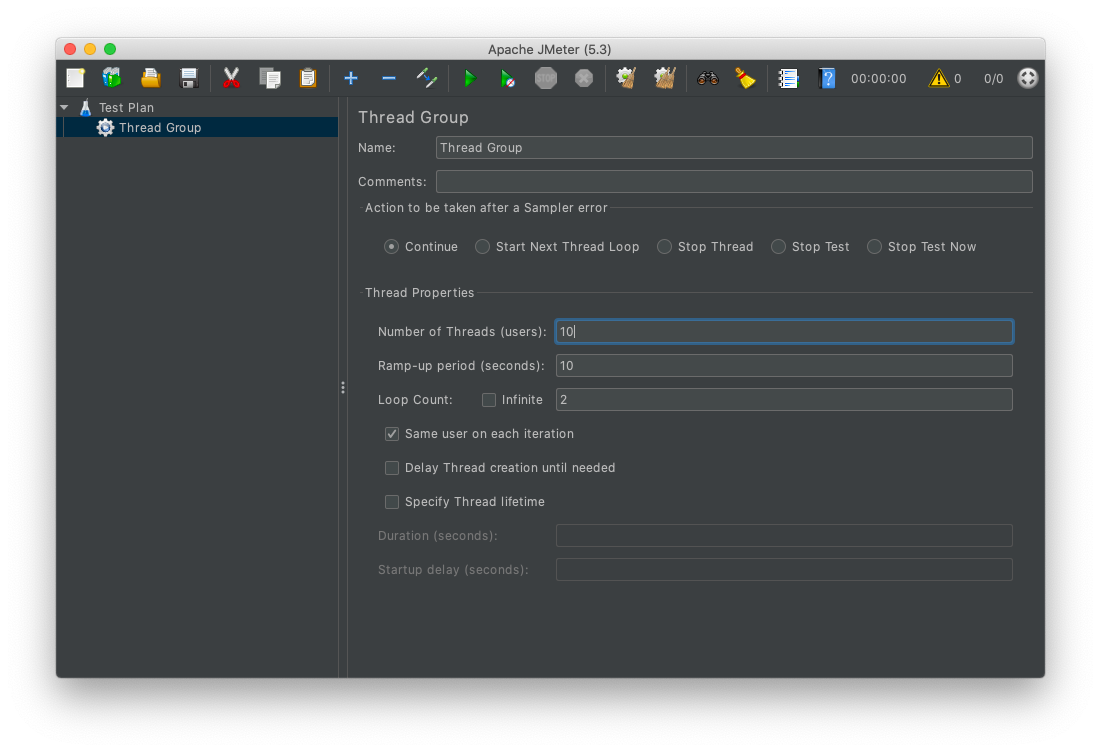 Apache JMeter (5.3)
STOP 00:00:00 0 0/0
Test Plan
Thread Group
Thread Group
Name: Thread Group
Comments:
Action to be taken after a Sampler error
Continue Start Next Thread Loop Stop Thread Stop Test Stop Test Now
Thread Properties
Number of Threads (users): 10
Ramp-up period (seconds): 10
Loop Count: Infinite 2
Same user on each iteration
Delay Thread creation until needed
Specify Thread lifetime
Duration (seconds):
Startup delay (seconds):